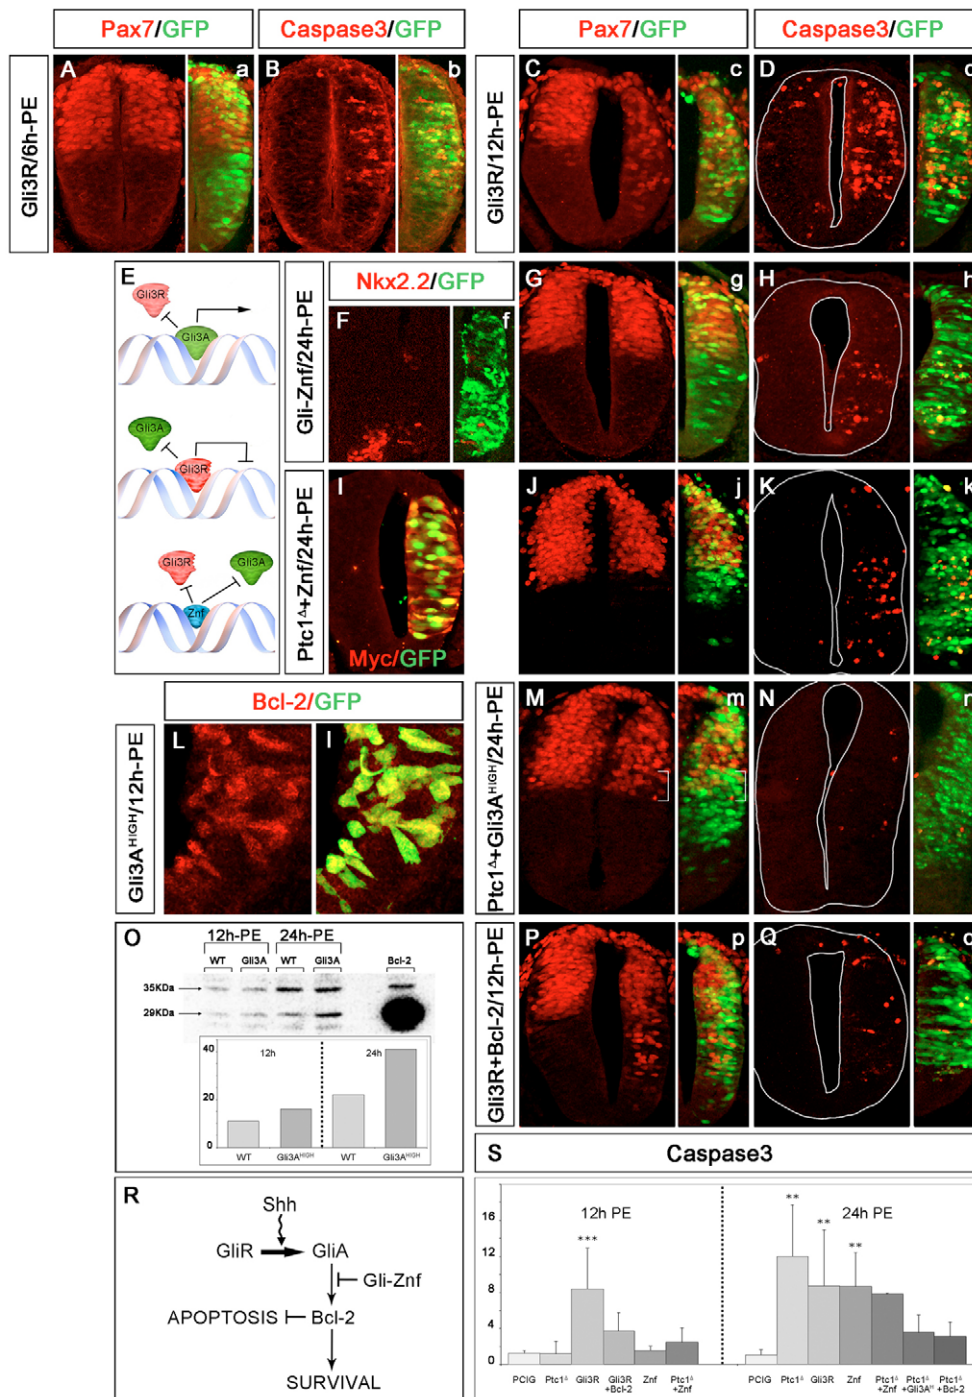 Pax7/GFP
Caspase3/GFP
Pax7/GFP
Caspase3/GFP
Gli3R/6h-PE
A
a
B
b
Gli3R/12h-PE
C
c
D
d
E
Gli3R
Gli3A
Gli3A
Gli3R
Gli3R
Gli3A
Znf
Gli-Znf/24h-PE
Nkx2.2/GFP
F
f
G
g
H
h
Ptc1Δ+Znf/24h-PE
I
Myc/GFP
J
j
K
k
Bcl-2/GFP
Gli3AHIGH/12h-PE
L
l
Ptc1Δ+Gli3AHIGH/24h-PE
M
m
N
n
O
12h-PE
24h-PE
WT
Gli3A
WT
Gli3A
Bcl-2
35KDa
29KDa
40
20
0
12h
24h
WT
Gli3AHIGH
WT
Gli3AHIGH
Gli3R+Bcl-2/12h-PE
P
p
Q
q
R
Shh
GliR
GliA
Gli-Znf
APOPTOSIS
Bcl-2
SURVIVAL
S
Caspase3
16
12
8
4
0
12h PE
24h PE
***
**
**
**
PCIG
Ptc1Δ
Gli3R
Gli3R
+Bcl-2
Znf
Ptc1Δ
+Znf
PCIG
Ptc1Δ
Gli3R
Znf
Ptc1Δ
+Znf
Ptc1Δ
+Gli3AH
Ptc1Δ
+Bcl-2